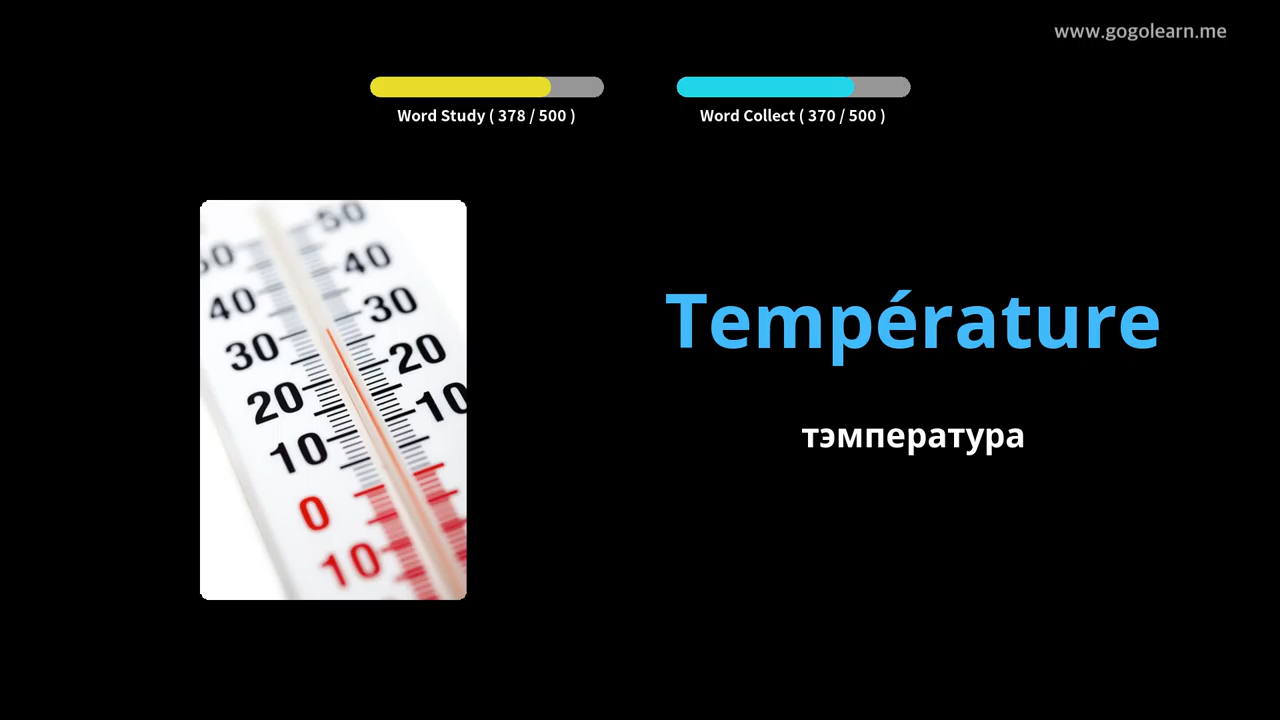 www.gogolearn.me
Word Study ( 378 / 500 )
Word Collect ( 370 / 500 )
50
40
40
30
30
20
20
10
10
0
10
Température
тэмпература